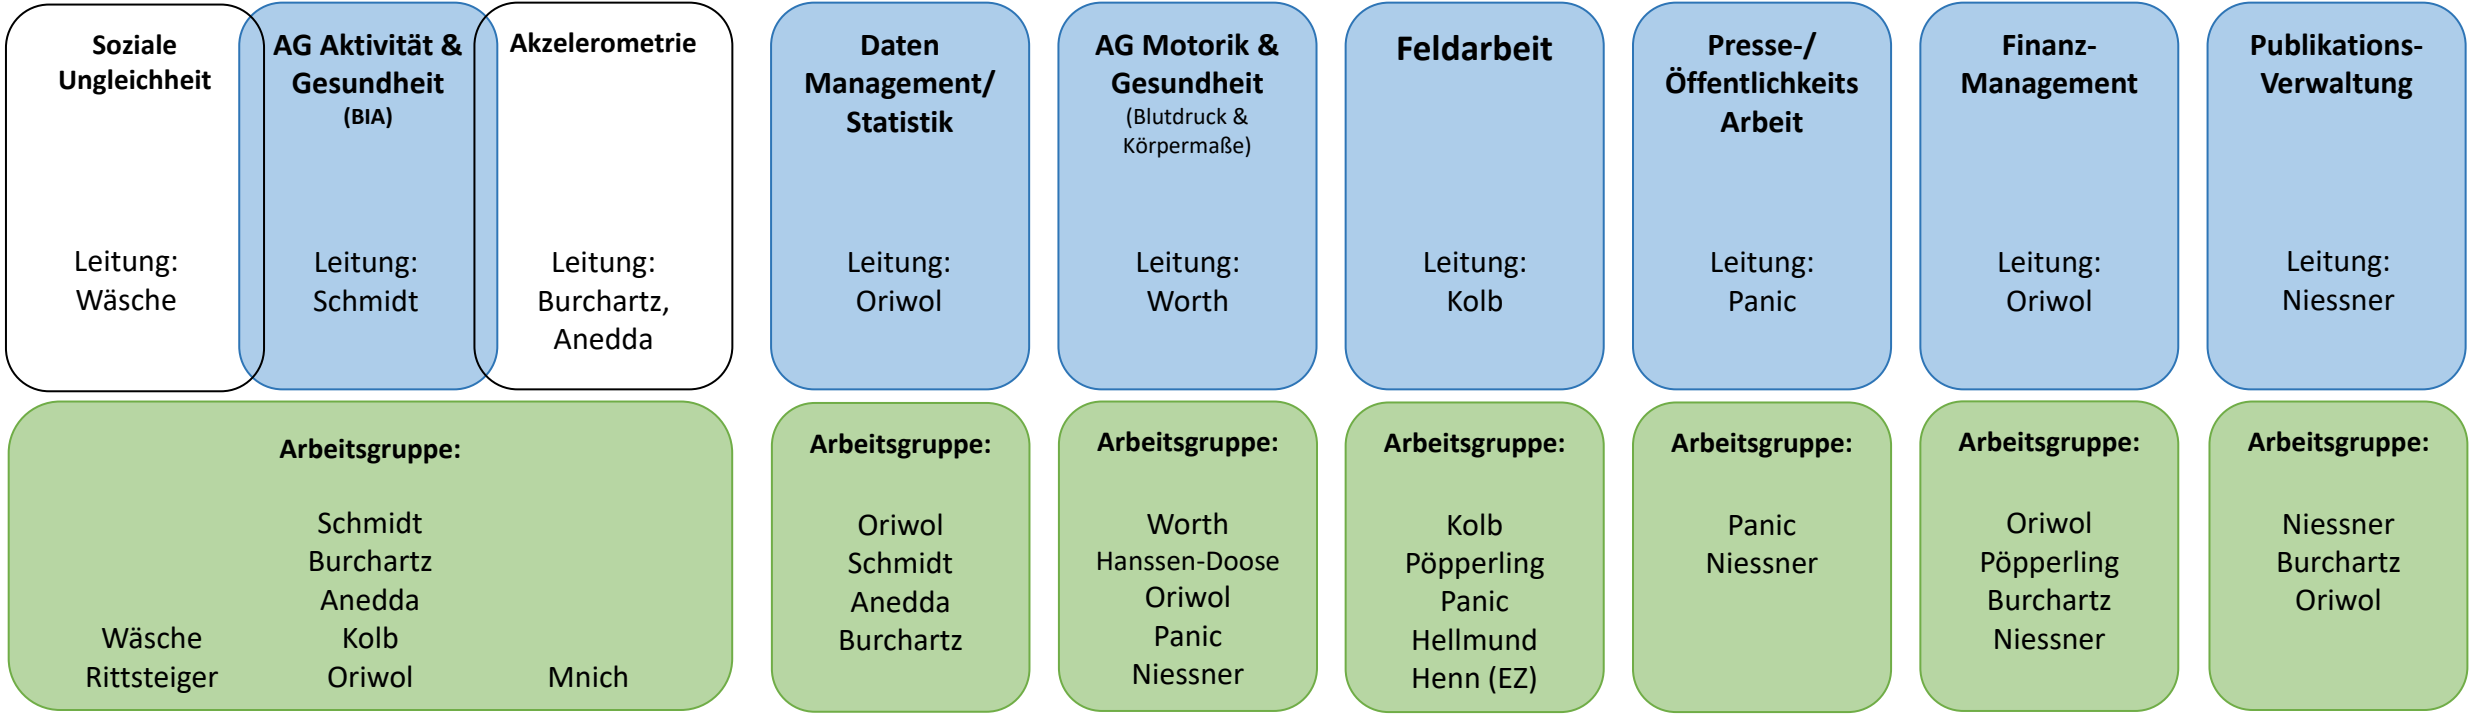 Soziale
Ungleichheit
Leitung:
Wäsche
AG Aktivität &
Gesundheit
(BIA)
Leitung:
Schmidt
Akzelerometrie
Leitung:
Burchartz,
Anedda
Daten
Management/
Statistik
Leitung:
Oriwol
AG Motorik &
Gesundheit
(Blutdruck &
Körpermaße)
Leitung:
Worth
Feldarbeit
Leitung:
Kolb
Presse-/
Öffentlichkeits
Arbeit
Leitung:
Panic
Finanz-
Management
Leitung:
Oriwol
Publikations-
Verwaltung
Leitung:
Niessner
Arbeitsgruppe:
Wäsche
Rittsteiger
Schmidt
Burchartz
Anedda
Kolb
Oriwol
Mnich
Arbeitsgruppe:
Oriwol
Schmidt
Anedda
Burchartz
Arbeitsgruppe:
Worth
Hanssen-Doose
Oriwol
Panic
Niessner
Arbeitsgruppe:
Kolb
Pöpperling
Panic
Hellmund
Henn (EZ)
Arbeitsgruppe:
Panic
Niessner
Arbeitsgruppe:
Oriwol
Pöpperling
Burchartz
Niessner
Arbeitsgruppe:
Niessner
Burchartz
Oriwol